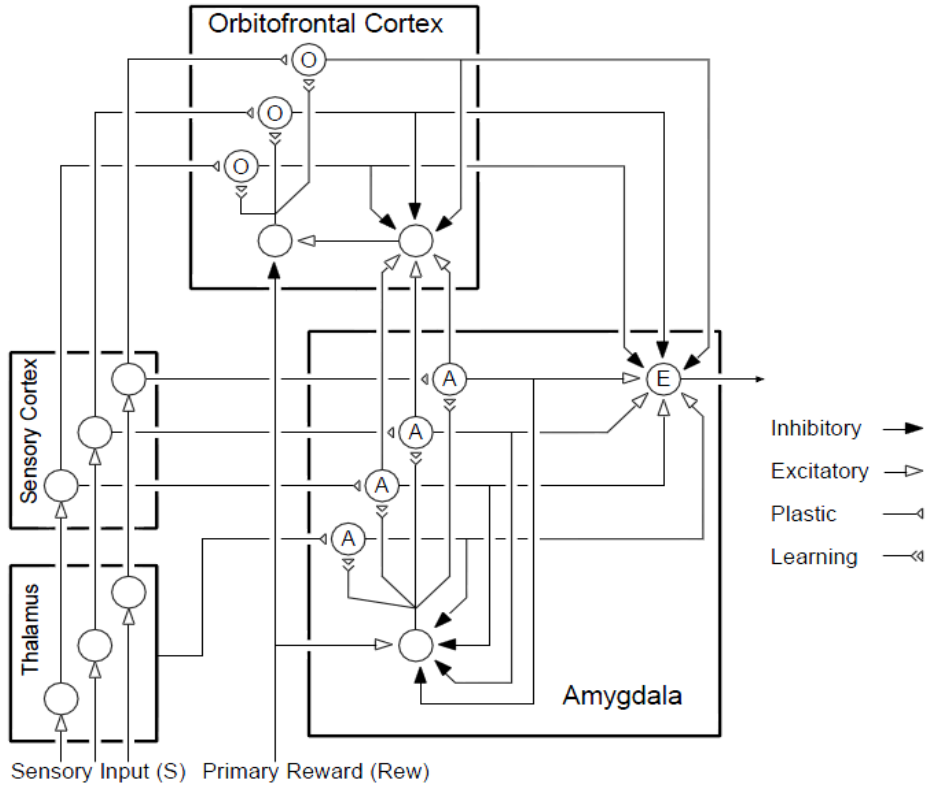 Orbitofrontal Cortex
O
O
O
Sensory Cortex
A
E
A
A
A
Inhibitory
Excitatory
Plastic
Learning
Thalamus
Amygdala
Sensory Input (S)
Primary Reward (Rew)